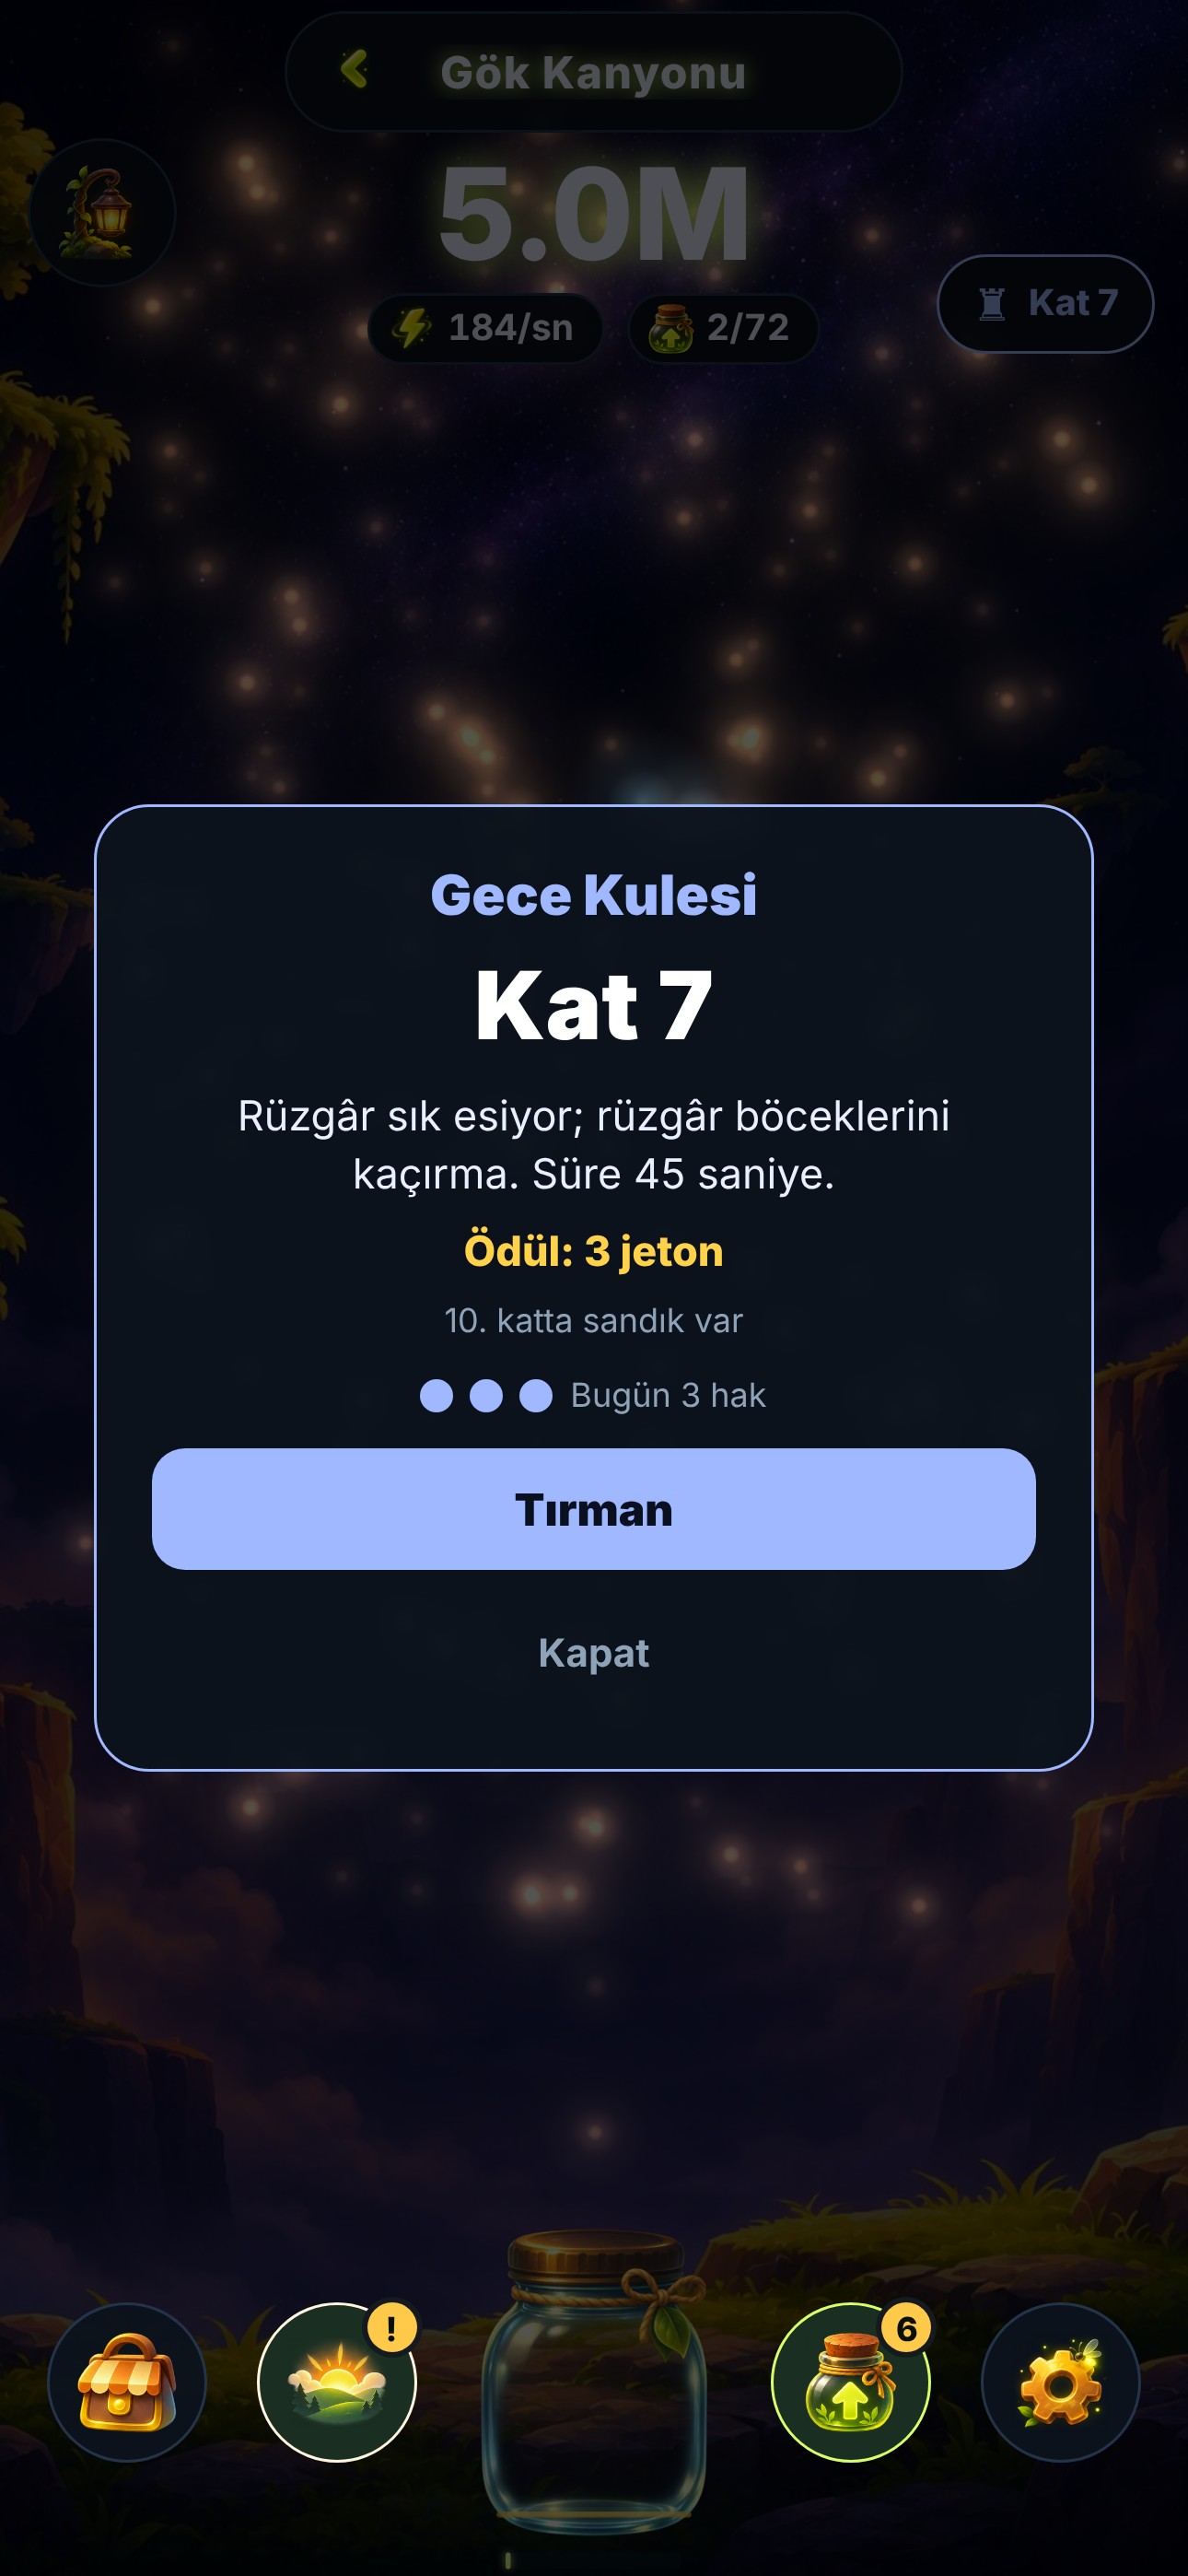 Gök Kanyonu
5.0M
184/sn
2/72
Kat 7
Gece Kulesi
Kat 7
Rüzgâr sık esiyor; rüzgâr böceklerini
kaçırma. Süre 45 saniye.
Ödül: 3 jeton
10. katta sandık var
Bugün 3 hak
Tırman
Kapat
!
6